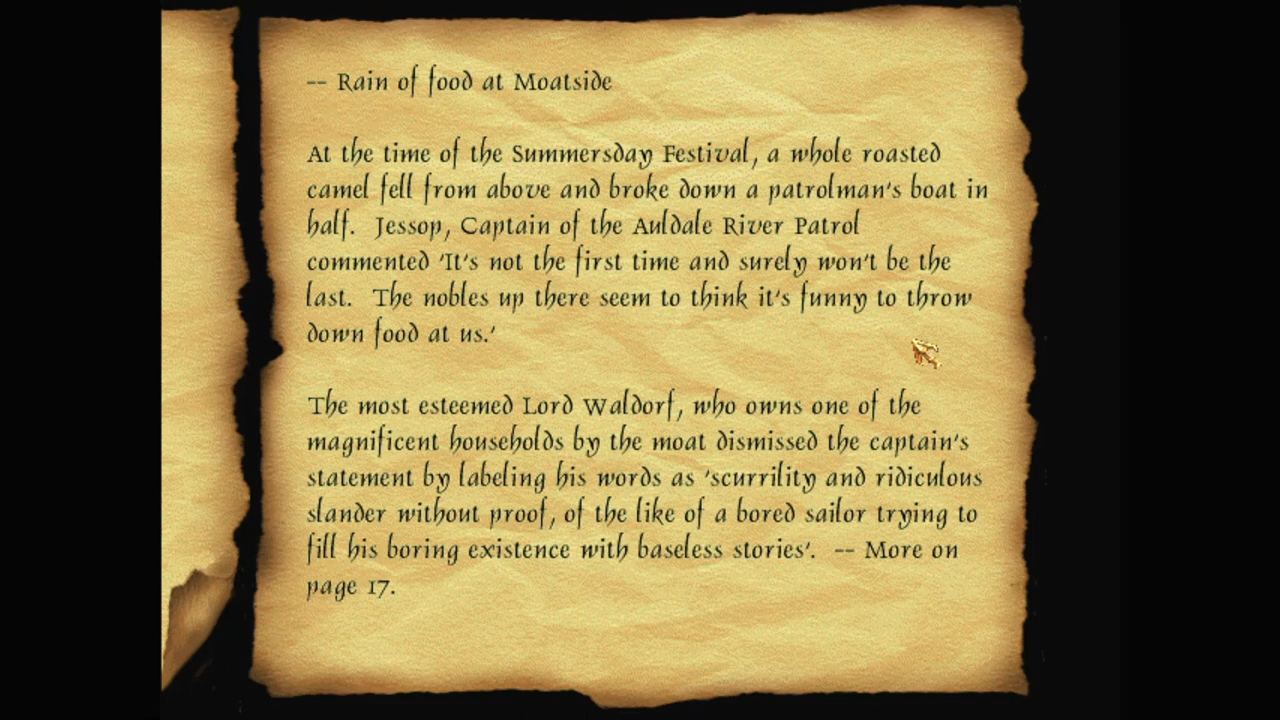 -- Rain of food at Moatside
At the time of the Summersday Festival, a whole roasted
camel fell from above and broke down a patrolman's boat in
half.  Jessop, Captain of the Auldale River Patrol
commented 'It's not the first time and surely won't be the
last.  The nobles up there seem to think it's funny to throw
down food at us.'
The most esteemed Lord Waldorf, who owns one of the
magnificent households by the moat dismissed the captain's
statement by labeling his words as 'scurrility and ridiculous
slander without proof, of the like of a bored sailor trying to
fill his boring existence with baseless stories'.  -- More on
page 17.